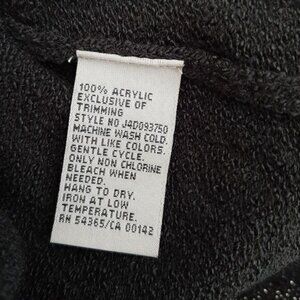 100% ACRYLIC
EXCLUSIVE OF
TRIMMING
STYLE NO J4D093750
MACHINE WASH COLD.
WITH LIKE COLORS.
GENTLE CYCLE.
ONLY NON CHLORINE
BLEACH WHEN
NEEDED.
HANG TO DRY.
IRON AT LOW
TEMPERATURE.
RN 54365/CA 00142